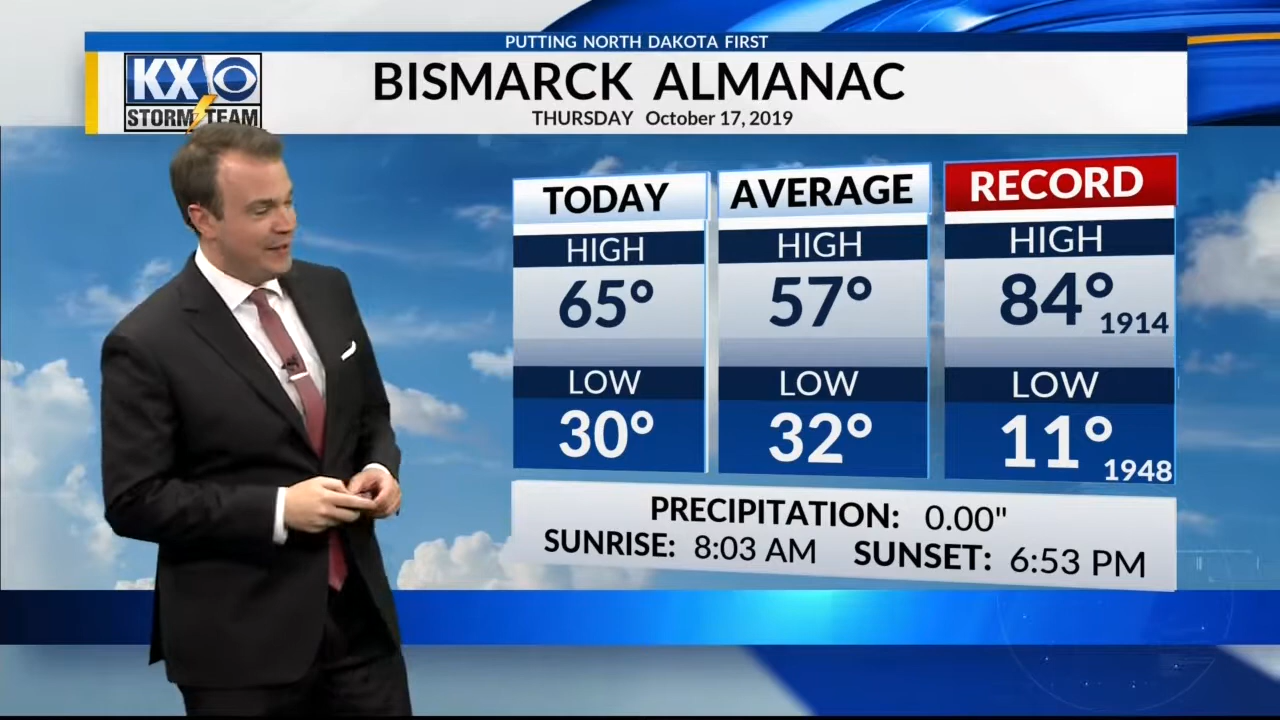 PUTTING NORTH DAKOTA FIRST
KX
STORM TEAM
BISMARCK ALMANAC
THURSDAY October 17, 2019
TODAY
HIGH
65°
LOW
30°
AVERAGE
HIGH
57°
LOW
32°
RECORD
HIGH
84°
1914
LOW
11°
1948
PRECIPITATION: 0.00"
SUNRISE: 8:03 AM SUNSET: 6:53 PM